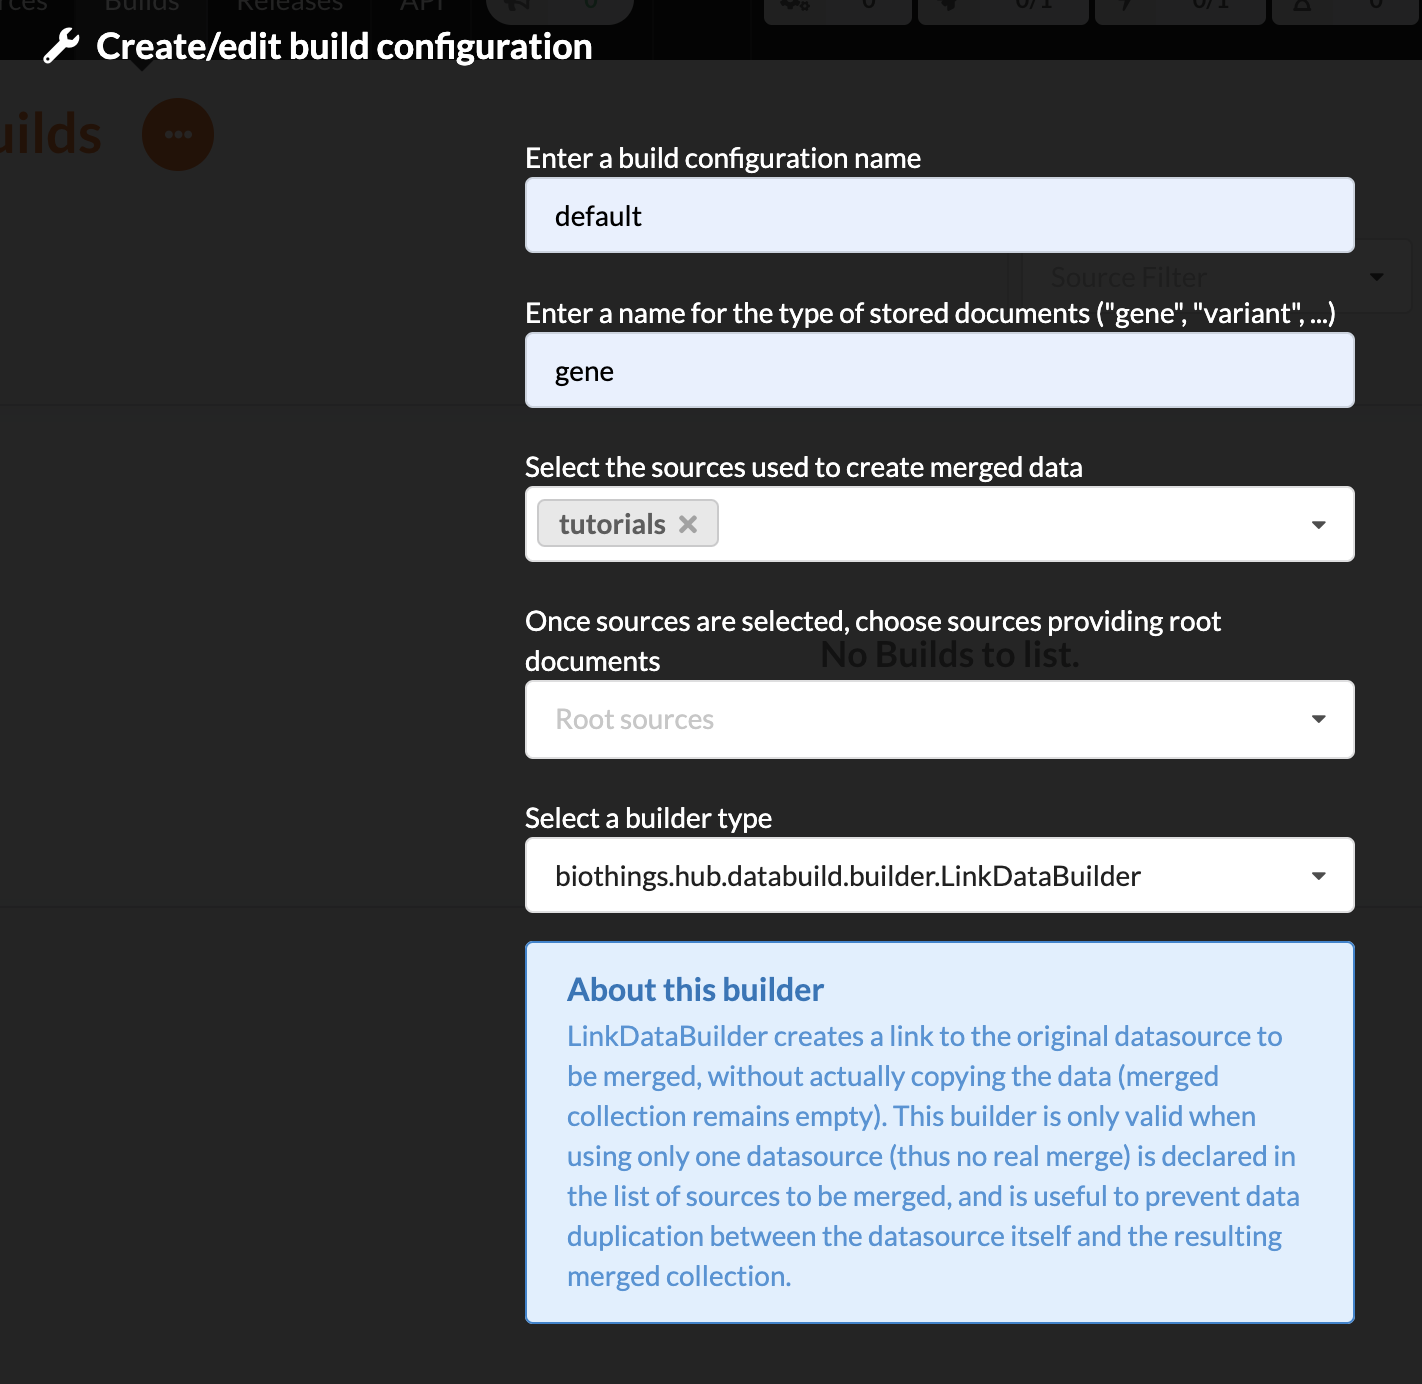 Builds
Releases
API
0
0
0/1
0/1
0
Create/edit build configuration
Enter a build configuration name
default
Source Filter
Enter a name for the type of stored documents ("gene", "variant", ...)
gene
Select the sources used to create merged data
tutorials
Once sources are selected, choose sources providing root
documents
No Builds to list.
Root sources
Select a builder type
biothings.hub.databuild.builder.LinkDataBuilder
About this builder
LinkDataBuilder creates a link to the original datasource to
be merged, without actually copying the data (merged
collection remains empty). This builder is only valid when
using only one datasource (thus no real merge) is declared in
the list of sources to be merged, and is useful to prevent data
duplication between the datasource itself and the resulting
merged collection.